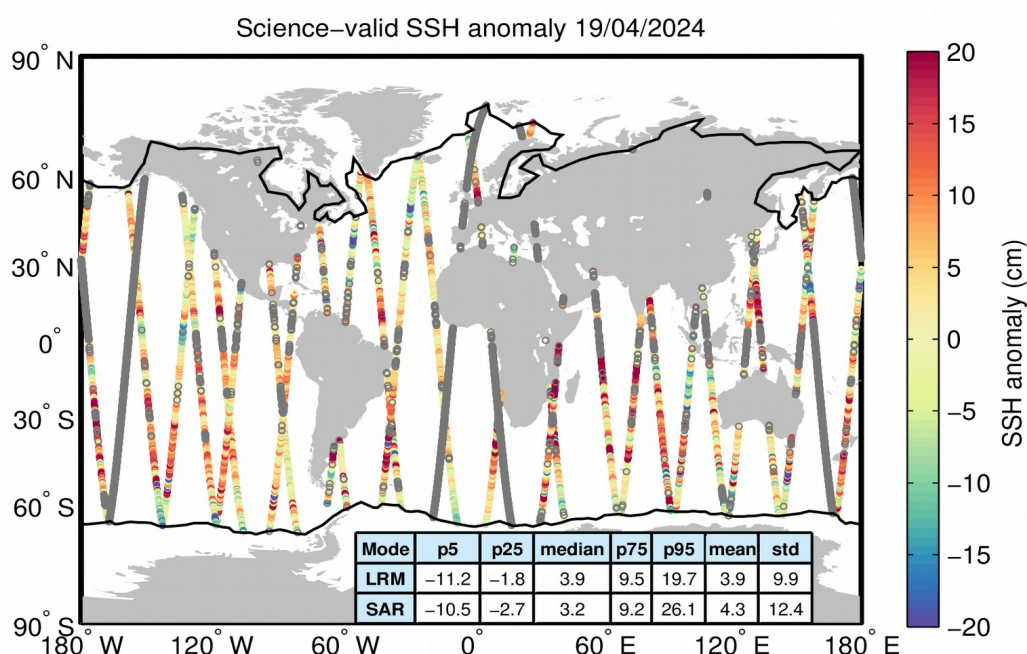 Science−valid SSH anomaly 19/04/2024
90° N
60° N
30° N
0°
30° S
60° S
90° S
180° W
120° W
60° W
0°
60° E
120° E
180° E
Mode p5 p25 median p75 p95 mean std
LRM −11.2 −1.8 3.9 9.5 19.7 3.9 9.9
SAR −10.5 −2.7 3.2 9.2 26.1 4.3 12.4
20
15
10
5
0
−5
−10
−15
−20
SSH anomaly (cm)